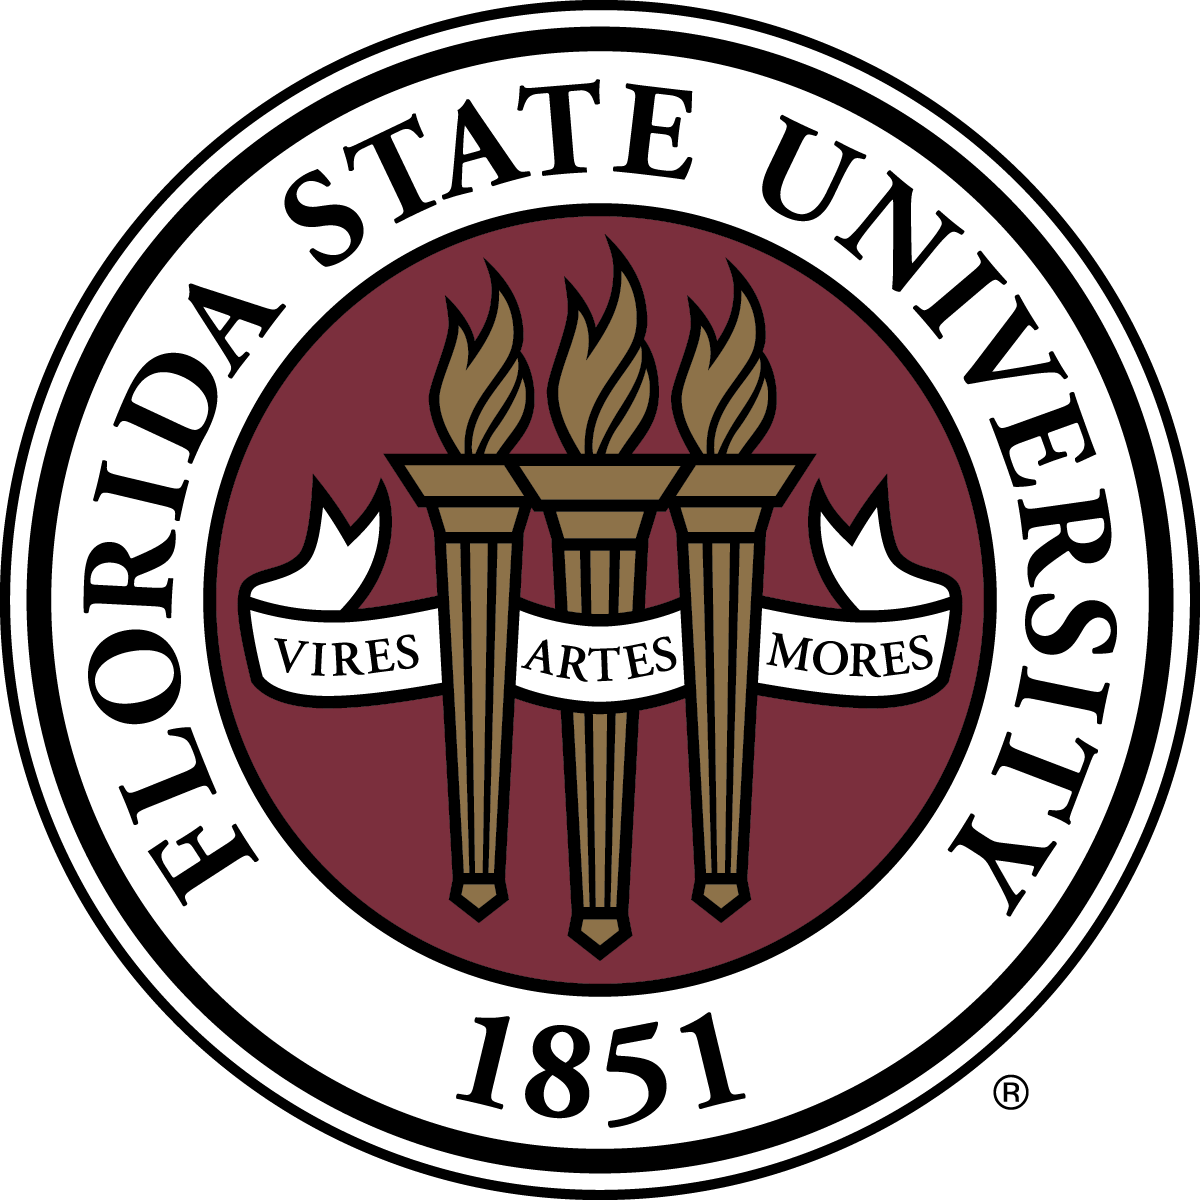 FLORIDA STATE UNIVERSITY
VIRES ARTES MORES
1851
®